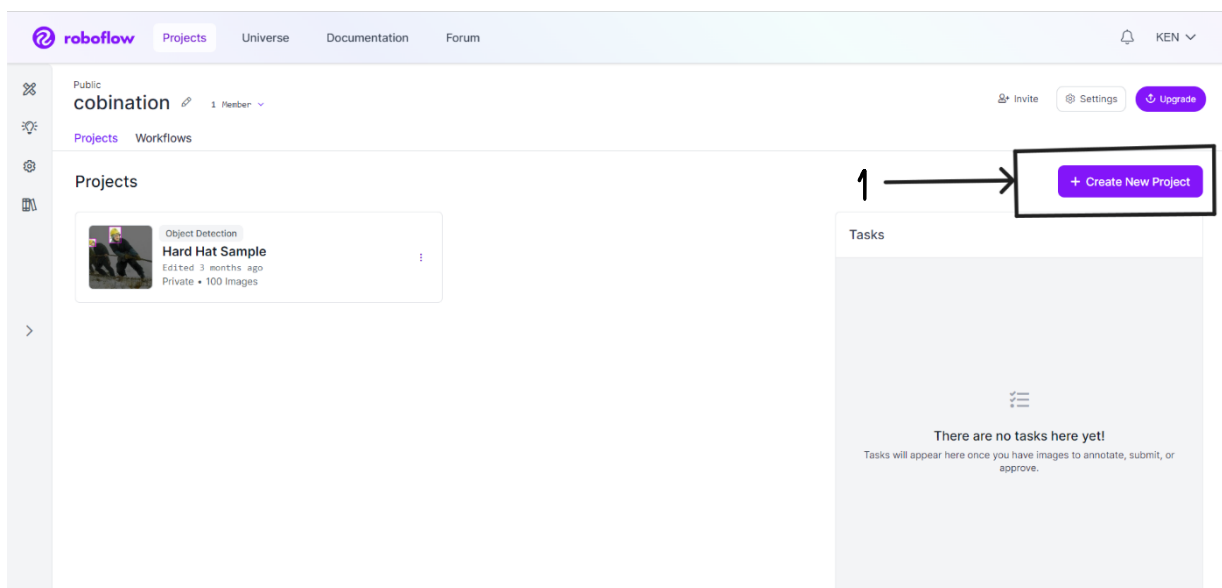 roboflow Projects Universe Documentation Forum KEN
Public
cobination 1 Member
Invite Settings Upgrade
Projects Workflows
Projects
1
+ Create New Project
Object Detection
Hard Hat Sample
Edited 3 months ago
Private • 100 Images
Tasks
There are no tasks here yet!
Tasks will appear here once you have images to annotate, submit, or
approve.